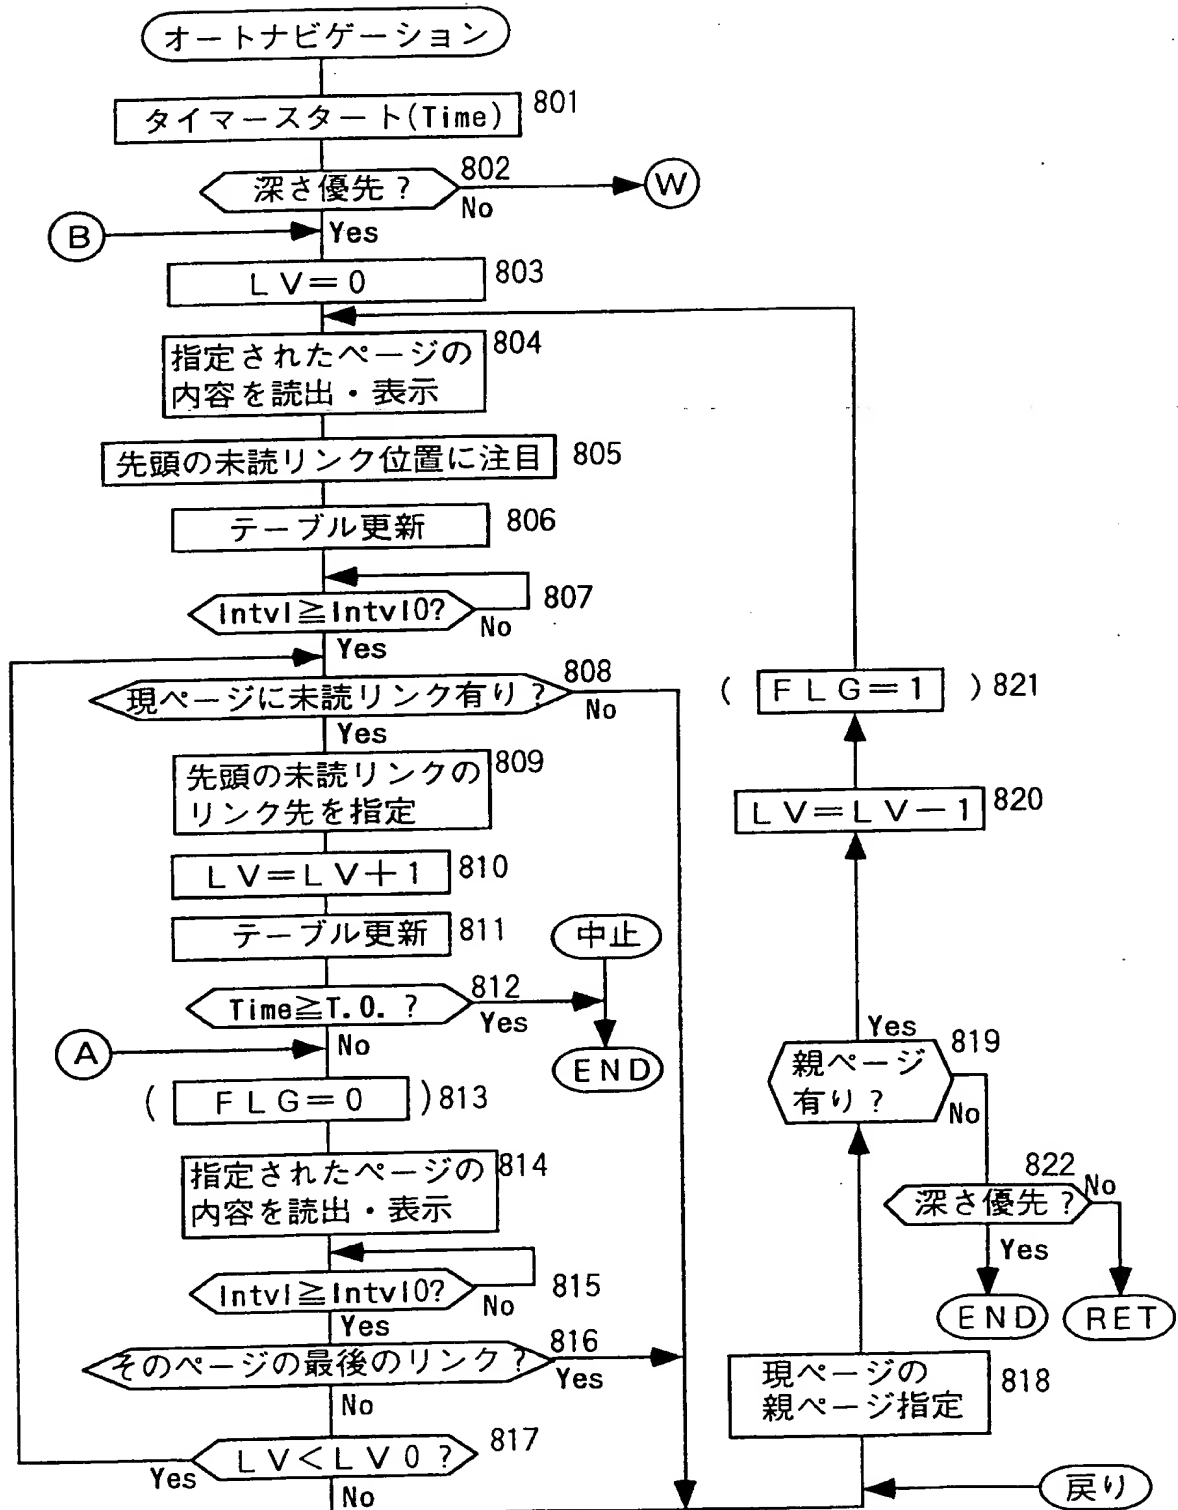 オートナビゲーション
タイマースタート(Time) 801
深さ優先? 802
No
W
B
Yes
LV=0 803
指定されたページの 804
内容を読出・表示
先頭の未読リンク位置に注目 805
テーブル更新 806
Intvl≧Intvl0? 807
No
Yes
現ページに未読リンク有り? 808
No
Yes
先頭の未読リンクの 809
リンク先を指定
LV=LV+1 810
テーブル更新 811
中止
Time≧T.O.? 812
Yes
END
A
No
( FLG=0 )813
指定されたページの 814
内容を読出・表示
Intvl≧Intvl0? 815
No
Yes
そのページの最後のリンク? 816
Yes
No
LV<LV0? 817
Yes
No
( FLG=1 )821
LV=LV-1 820
Yes
親ページ 819
有り?
No
822
深さ優先? No
Yes
END
RET
現ページの 818
親ページ指定
戻り